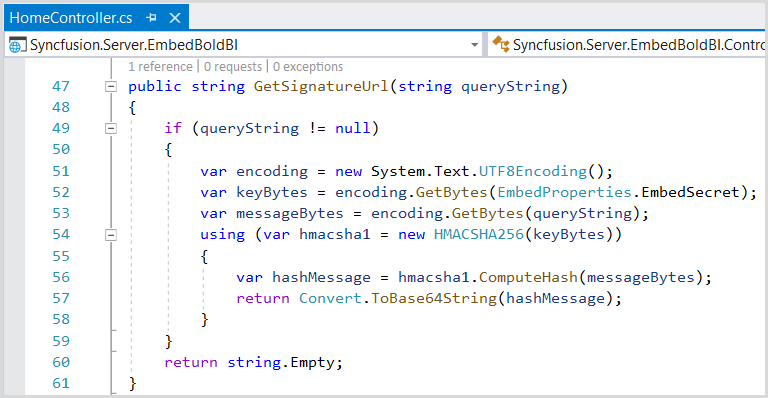 HomeController.cs
Syncfusion.Server.EmbedBoldBI Syncfusion.Server.EmbedBoldBI.Contro
1 reference | 0 requests | 0 exceptions
47 public string GetSignatureUrl(string queryString)
48 {
49 if (queryString != null)
50 {
51 var encoding = new System.Text.UTF8Encoding();
52 var keyBytes = encoding.GetBytes(EmbedProperties.EmbedSecret);
53 var messageBytes = encoding.GetBytes(queryString);
54 using (var hmacsha1 = new HMACSHA256(keyBytes))
55 {
56 var hashMessage = hmacsha1.ComputeHash(messageBytes);
57 return Convert.ToBase64String(hashMessage);
58 }
59 }
60 return string.Empty;
61 }